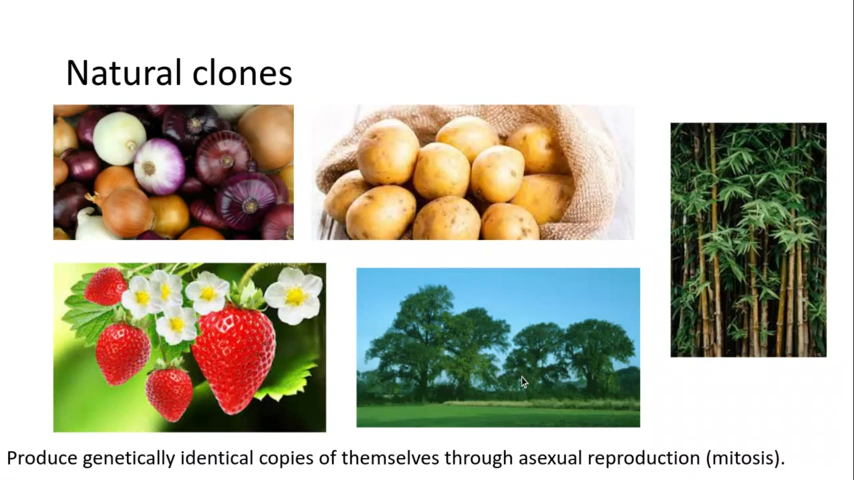 Natural clones
Produce genetically identical copies of themselves through asexual reproduction (mitosis).